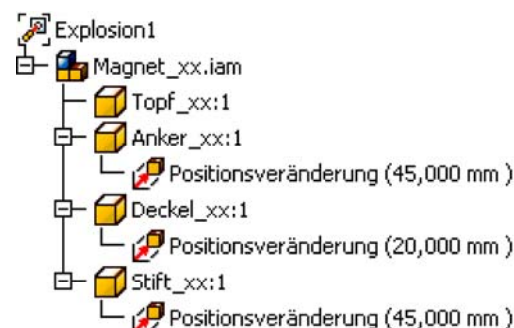 Explosion1
Magnet_xx.iam
Topf_xx:1
Anker_xx:1
Positionsveränderung (45,000 mm )
Deckel_xx:1
Positionsveränderung (20,000 mm )
Stift_xx:1
Positionsveränderung (45,000 mm )